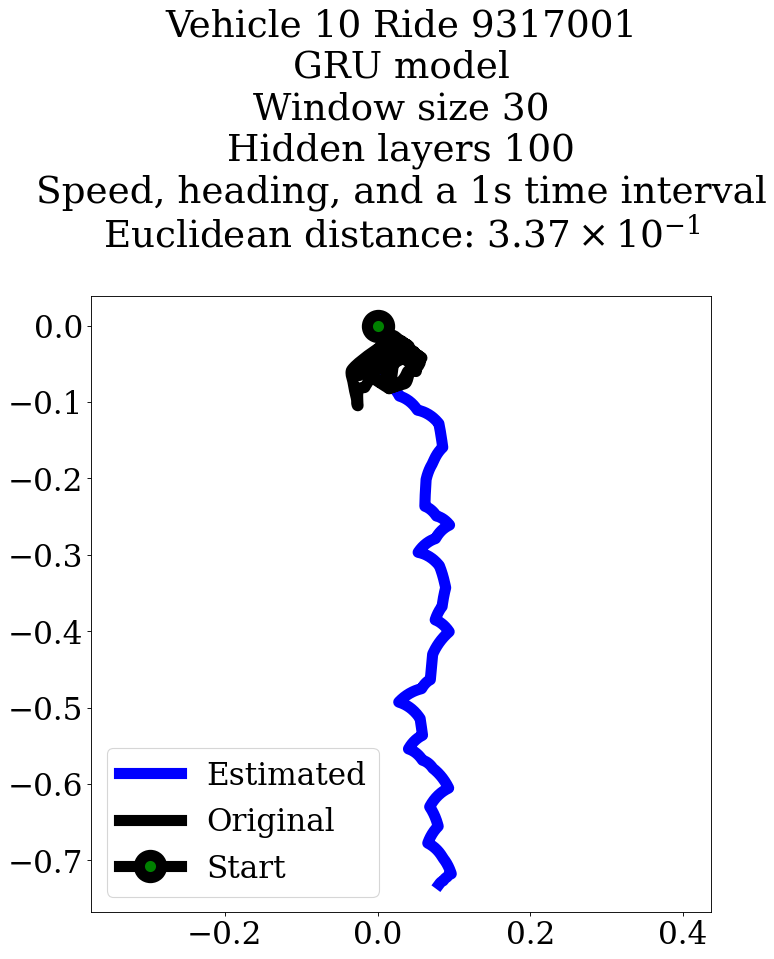 Vehicle 10 Ride 9317001
GRU model
Window size 30
Hidden layers 100
Speed, heading, and a 1s time interval
Euclidean distance: 3.37 × 10⁻¹
0.0
−0.1
−0.2
−0.3
−0.4
−0.5
−0.6
−0.7
Estimated
Original
Start
−0.2 0.0 0.2 0.4